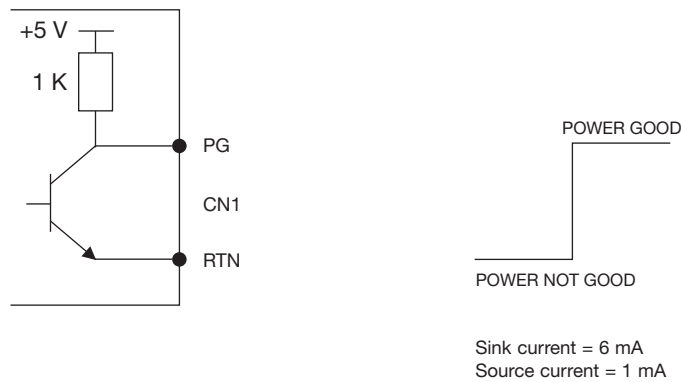 +5 V
1 K
PG
CN1
RTN
POWER GOOD
POWER NOT GOOD
Sink current = 6 mA
Source current = 1 mA